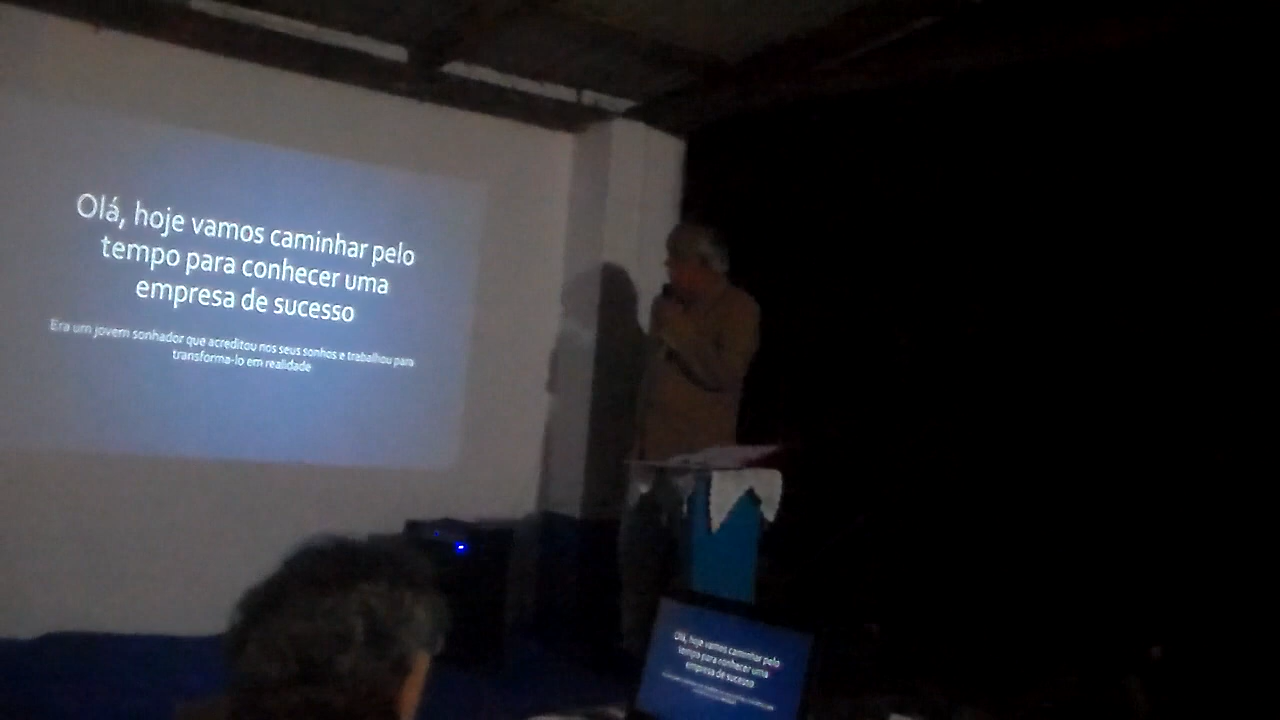 Olá, hoje vamos caminhar pelo
tempo para conhecer uma
empresa de sucesso
Era um jovem sonhador que acreditou nos seus sonhos e trabalhou para
transforma-lo em realidade
Olá, hoje vamos caminhar pelo
tempo para conhecer uma
empresa de sucesso